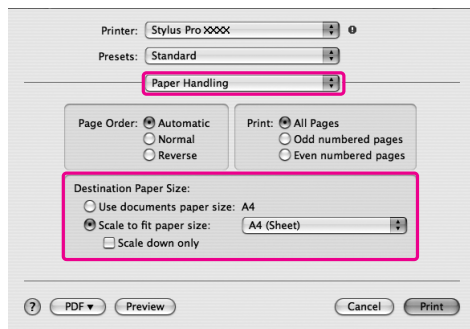 Printer: Stylus Pro XXXX
Presets: Standard
Paper Handling
Page Order: Automatic
Normal
Reverse
Print: All Pages
Odd numbered pages
Even numbered pages
Destination Paper Size:
Use documents paper size: A4
Scale to fit paper size: A4 (Sheet)
Scale down only
? PDF▼ Preview Cancel Print